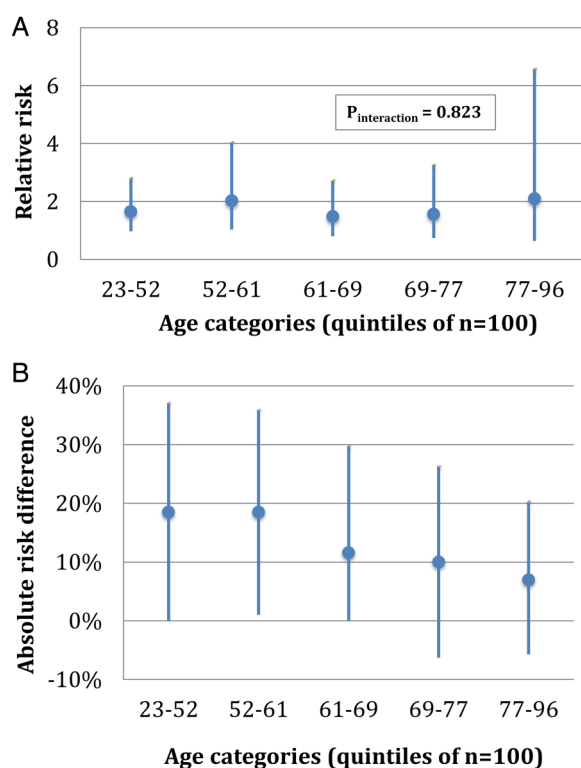 A
Relative risk
8
6
4
2
0
P interaction = 0.823
23-52 52-61 61-69 69-77 77-96
Age categories (quintiles of n=100)
B
Absolute risk difference
40%
30%
20%
10%
0%
-10%
23-52 52-61 61-69 69-77 77-96
Age categories (quintiles of n=100)